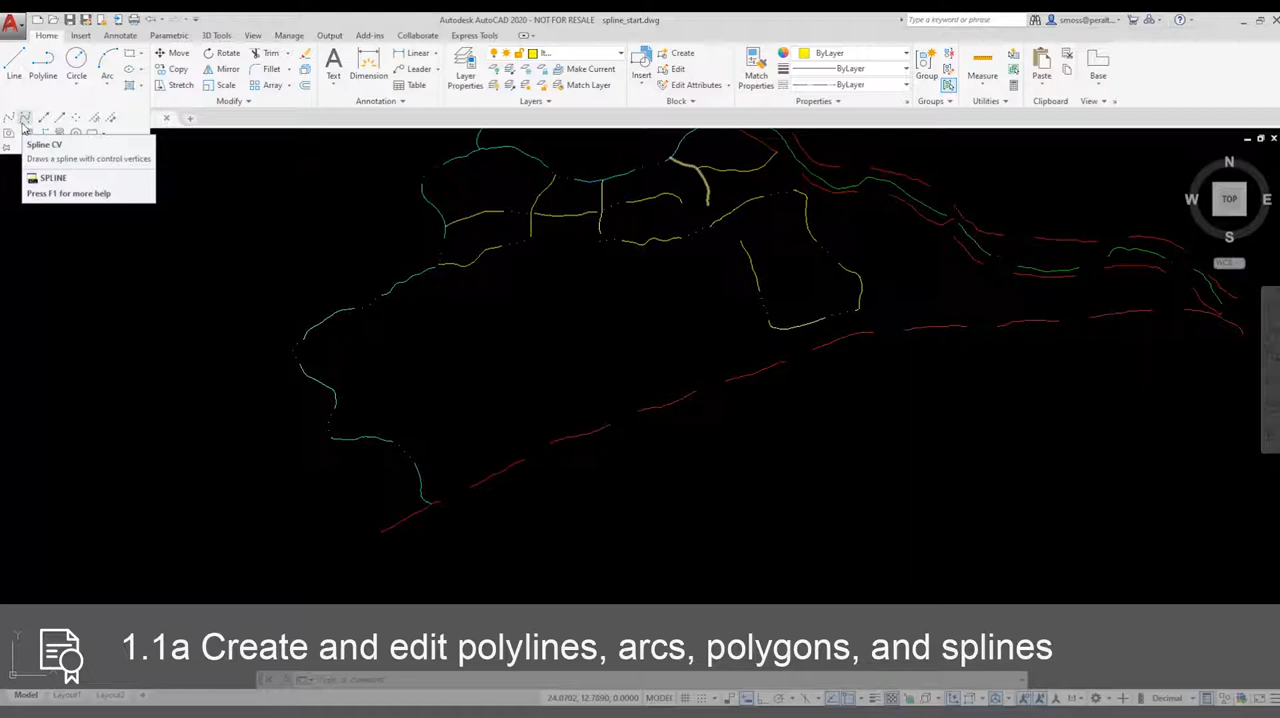 Autodesk AutoCAD 2020 - NOT FOR RESALE spline_start.dwg
Type a keyword or phrase
smoss@peralt...
Home Insert Annotate Parametric 3D Tools View Manage Output Add-ins Collaborate Express Tools
Line Polyline Circle Arc
Move Rotate Trim
Copy Mirror Fillet
Stretch Scale Array
Modify
Text Dimension
Linear
Leader
Table
Annotation
Layer Properties
Make Current
Match Layer
Layers
Insert
Create
Edit
Edit Attributes
Block
Match Properties
ByLayer
ByLayer
ByLayer
Properties
Group
Groups
Measure
Utilities
Paste
Clipboard
Base
View
Spline CV
Draws a spline with control vertices
SPLINE
Press F1 for more help
N
W TOP E
S
WCS
1.1a Create and edit polylines, arcs, polygons, and splines
Type a command
Model Layout1 Layout2
24.0702, 12.7890, 0.0000 MODEL
Decimal